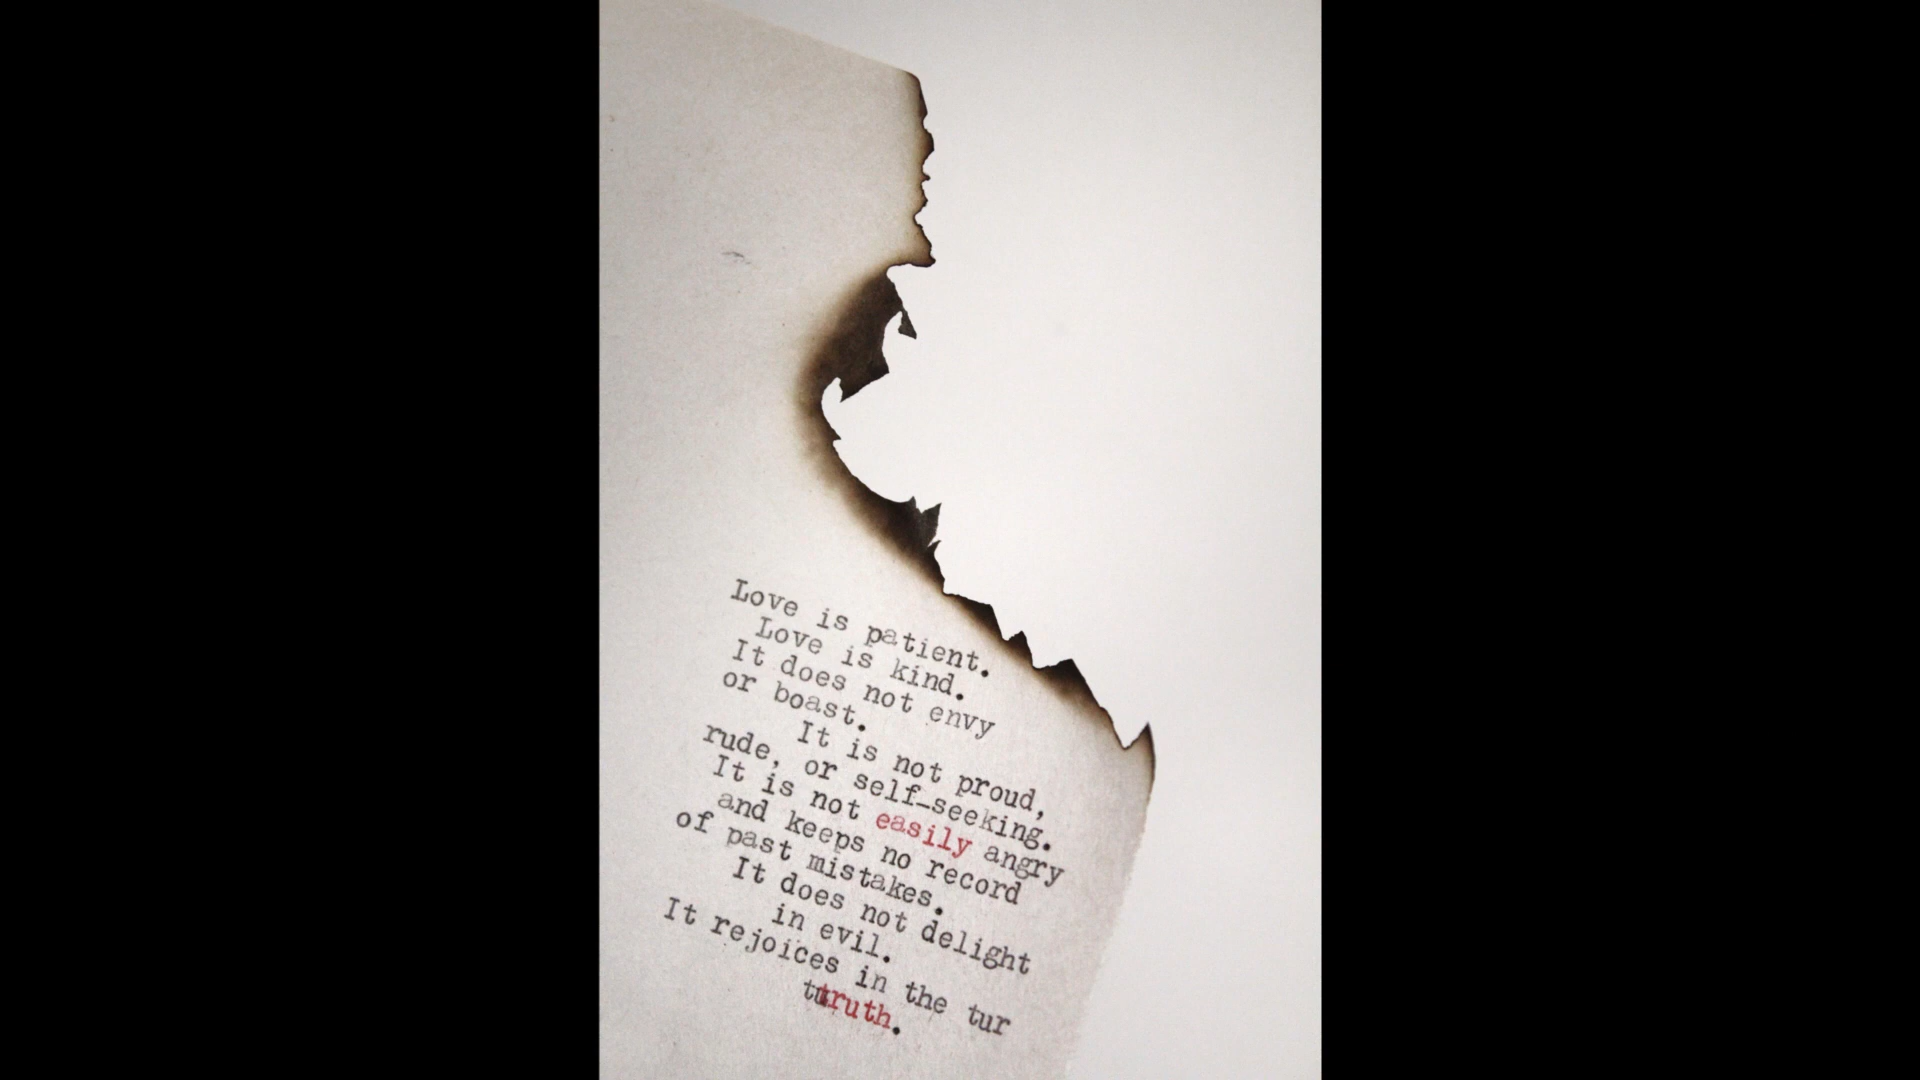 Love is patient.
Love is kind.
It does not envy
or boast.
It is not proud,
rude, or self-seeking.
It is not easily angry
and keeps no record
of past mistakes.
It does not delight
in evil.
It rejoices in the tur
tutruth.